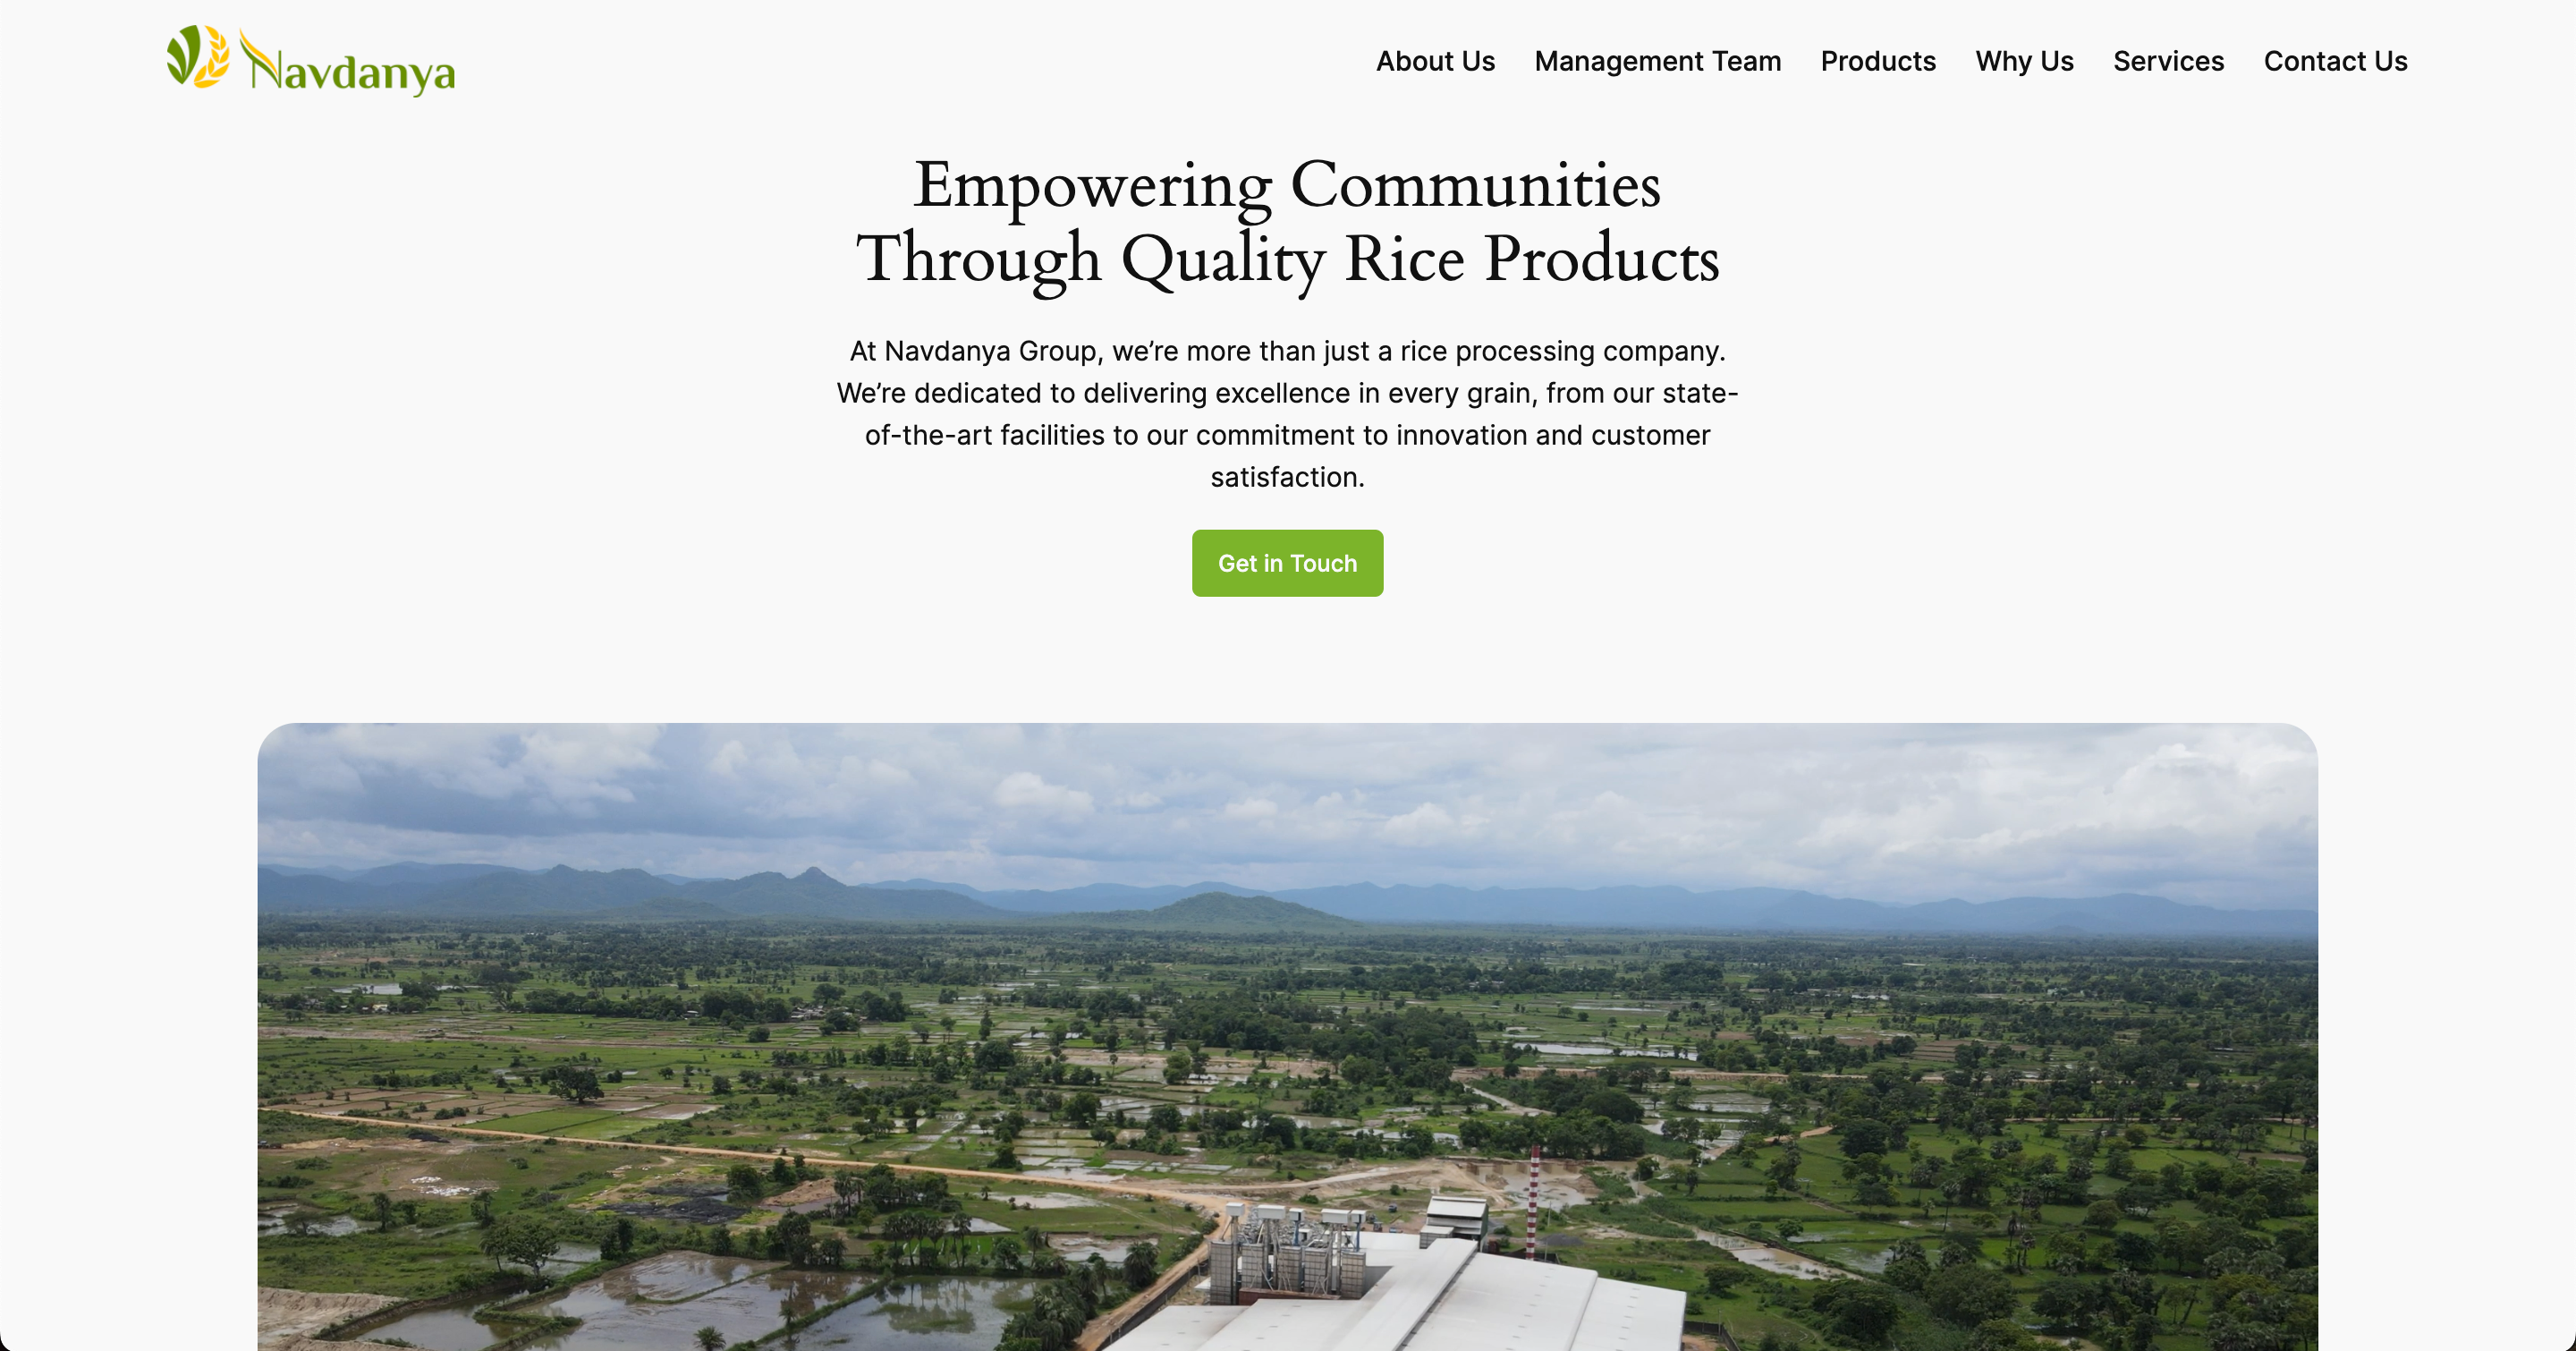 Navdanya
About Us Management Team Products Why Us Services Contact Us
Empowering Communities
Through Quality Rice Products
At Navdanya Group, we’re more than just a rice processing company.
We’re dedicated to delivering excellence in every grain, from our state-
of-the-art facilities to our commitment to innovation and customer
satisfaction.
Get in Touch